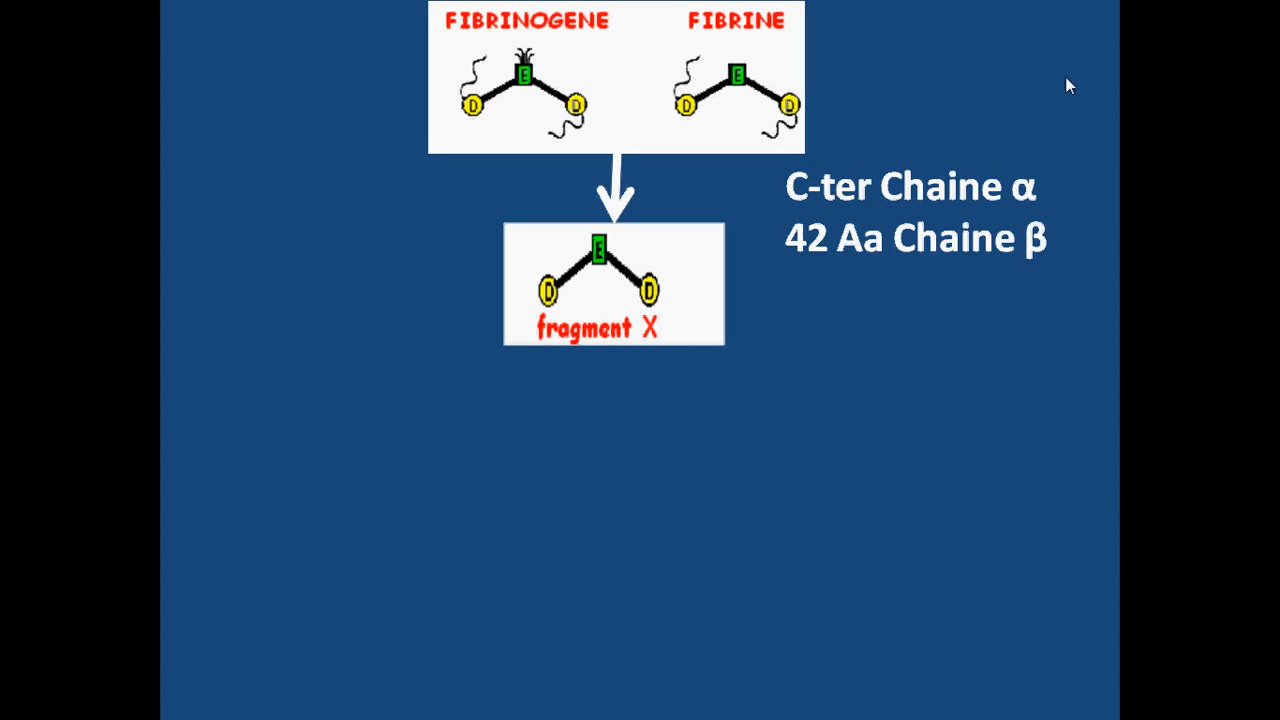 FIBRINOGENE
FIBRINE
E
D
D
E
D
D
C-ter Chaine α
42 Aa Chaine β
E
D
D
fragment X